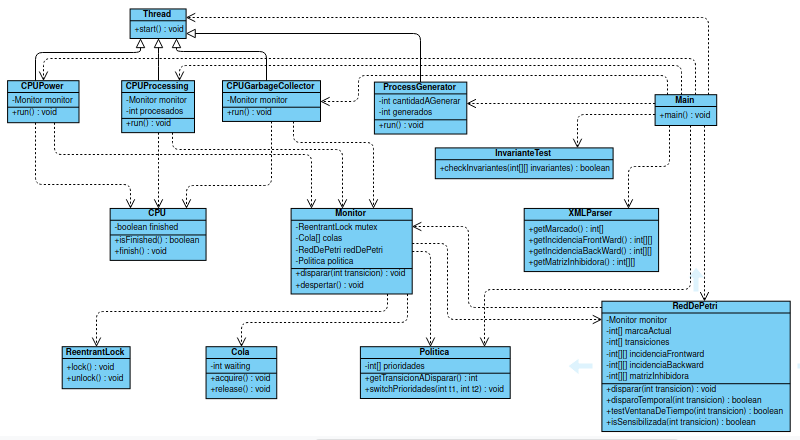 Thread
+start() : void
CPUPower
-Monitor monitor
+run() : void
CPUProcessing
-Monitor monitor
-int procesados
+run() : void
CPUGarbageCollector
-Monitor monitor
+run() : void
ProcessGenerator
-int cantidadAGenerar
-int generados
+run() : void
Main
+main() : void
InvarianteTest
+checkInvariantes(int[][] invariantes) : boolean
CPU
-boolean finished
+isFinished() : boolean
+finish() : void
Monitor
-ReentrantLock mutex
-Cola[] colas
-RedDePetri redDePetri
-Politica politica
+disparar(int transicion) : void
+despertar() : void
XMLParser
+getMarcado() : int[]
+getIncidenciaFrontWard() : int[][]
+getIncidenciaBackWard() : int[][]
+getMatrizInhibidora() : int[][]
RedDePetri
-Monitor monitor
-int[] marcaActual
-int[] transiciones
-int[][] incidenciaFrontward
-int[][] incidenciaBackward
-int[][] matrizInhibidora
+disparar(int transicion) : void
+disparoTemporal(int transicion) : boolean
+testVentanaDeTiempo(int transicion) : boolean
+isSensibilizada(int transicion) : boolean
ReentrantLock
+lock() : void
+unlock() : void
Cola
-int waiting
+acquire() : void
+release() : void
Politica
-int[] prioridades
+getTransicionADisparar() : int
+switchPrioridades(int t1, int t2) : void